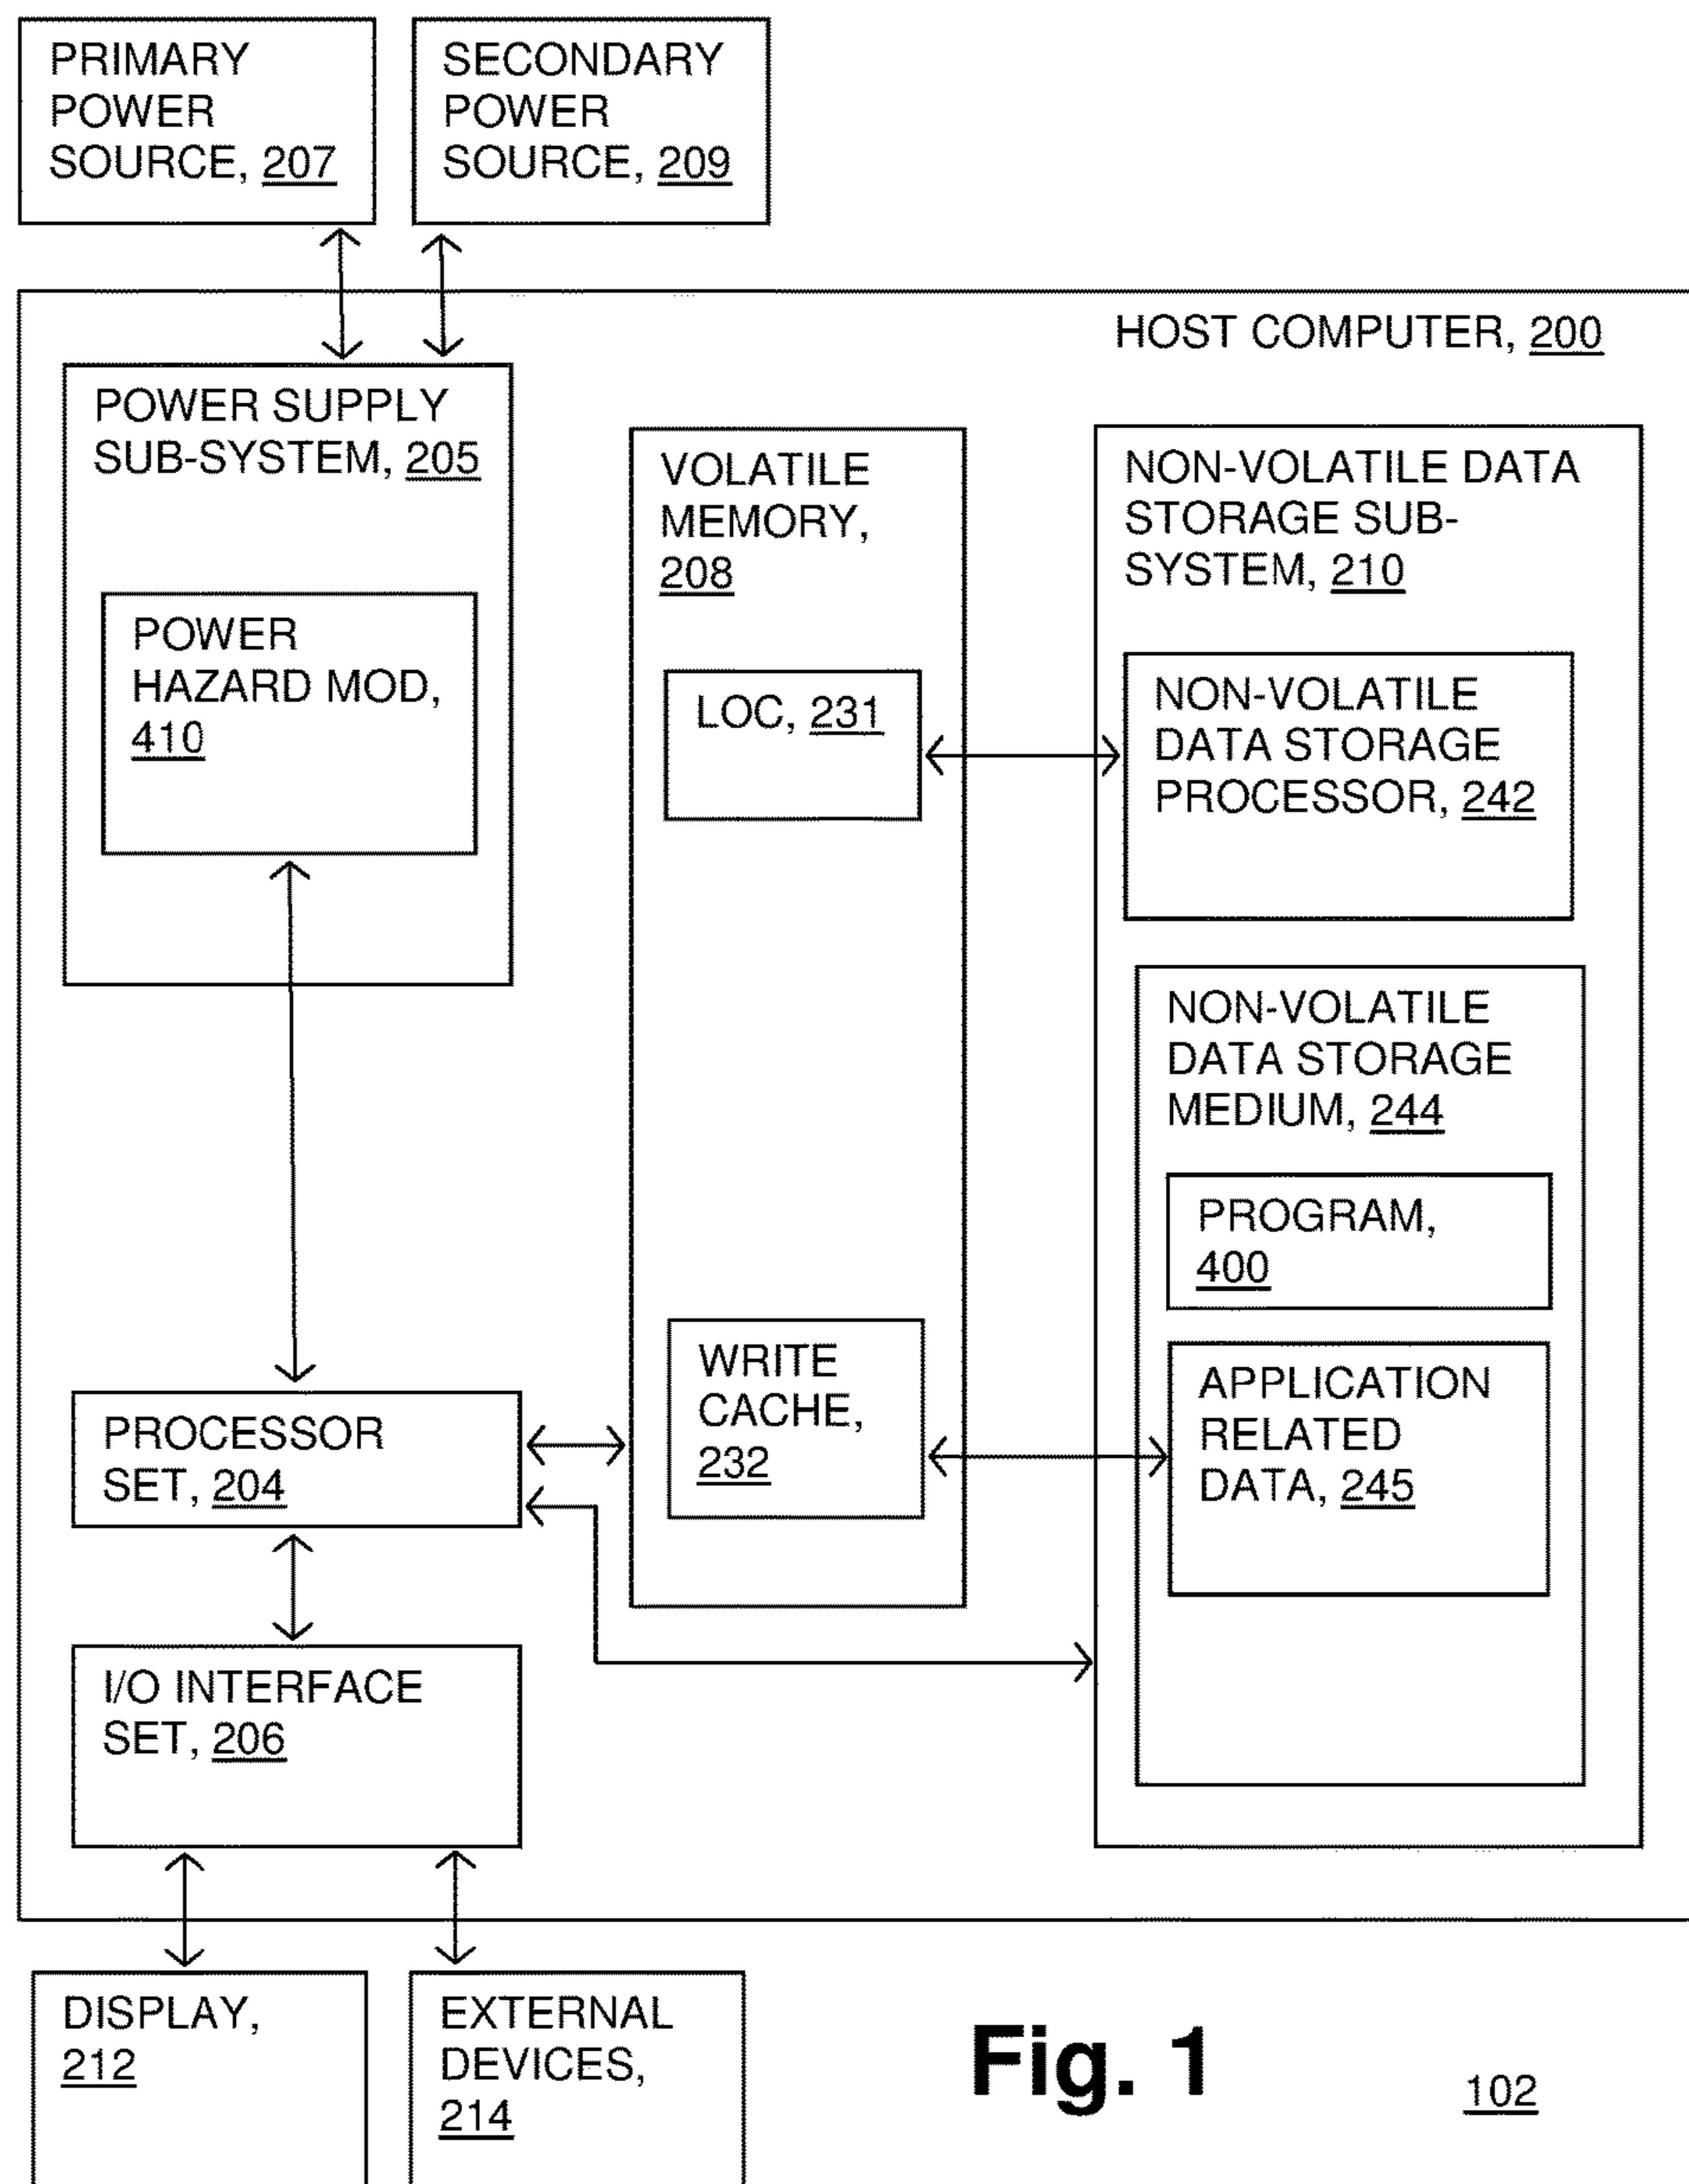 PRIMARY
POWER
SOURCE, 207
SECONDARY
POWER
SOURCE, 209
HOST COMPUTER, 200
POWER SUPPLY
SUB-SYSTEM, 205
POWER
HAZARD MOD,
410
VOLATILE
MEMORY,
208
LOC, 231
NON-VOLATILE DATA
STORAGE SUB-
SYSTEM, 210
NON-VOLATILE
DATA STORAGE
PROCESSOR, 242
NON-VOLATILE
DATA STORAGE
MEDIUM, 244
PROGRAM,
400
WRITE
CACHE,
232
APPLICATION
RELATED
DATA, 245
PROCESSOR
SET, 204
I/O INTERFACE
SET, 206
DISPLAY,
212
EXTERNAL
DEVICES,
214
Fig. 1
102